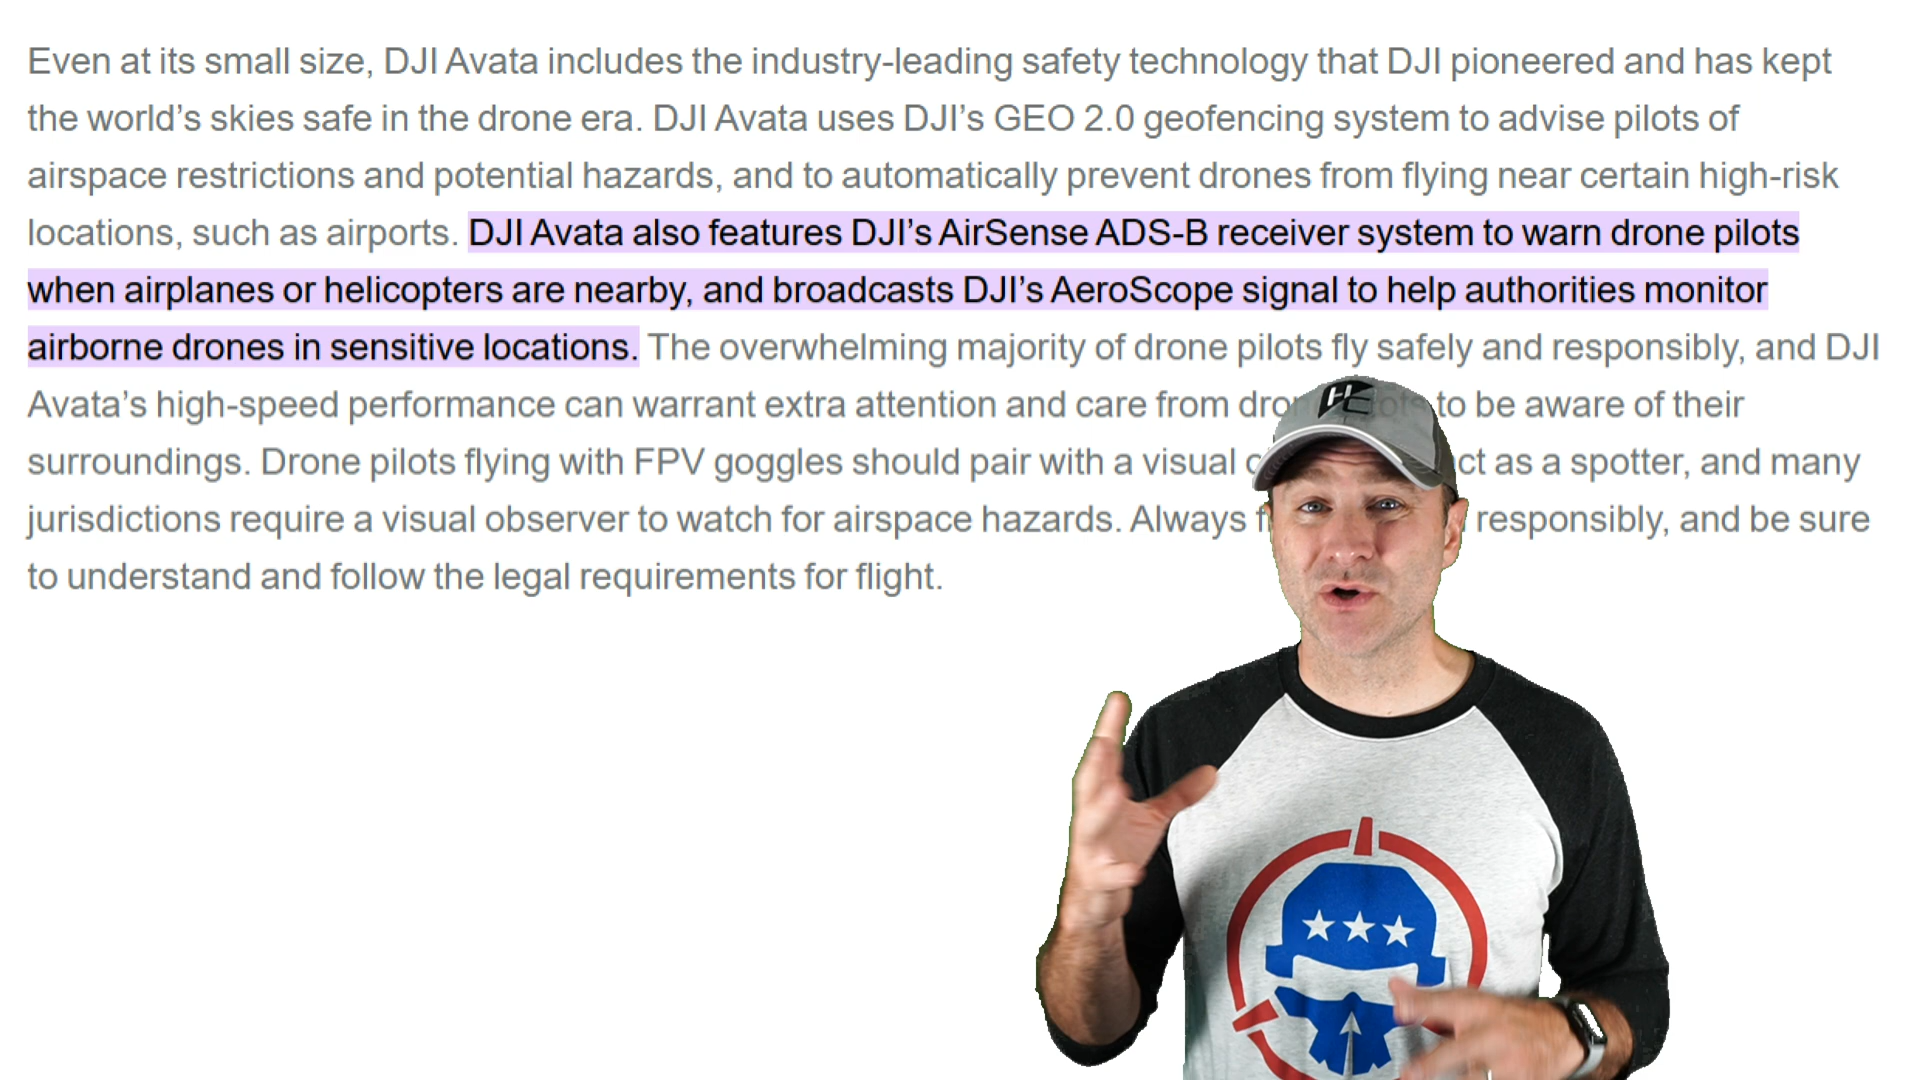 Even at its small size, DJI Avata includes the industry-leading safety technology that DJI pioneered and has kept
the world’s skies safe in the drone era. DJI Avata uses DJI’s GEO 2.0 geofencing system to advise pilots of
airspace restrictions and potential hazards, and to automatically prevent drones from flying near certain high-risk
locations, such as airports. DJI Avata also features DJI’s AirSense ADS-B receiver system to warn drone pilots
when airplanes or helicopters are nearby, and broadcasts DJI’s AeroScope signal to help authorities monitor
airborne drones in sensitive locations. The overwhelming majority of drone pilots fly safely and responsibly, and DJI
Avata’s high-speed performance can warrant extra attention and care from to be aware of their
surroundings. Drone pilots flying with FPV goggles should pair with a visual as a spotter, and many
jurisdictions require a visual observer to watch for airspace hazards. Always responsibly, and be sure
to understand and follow the legal requirements for flight.